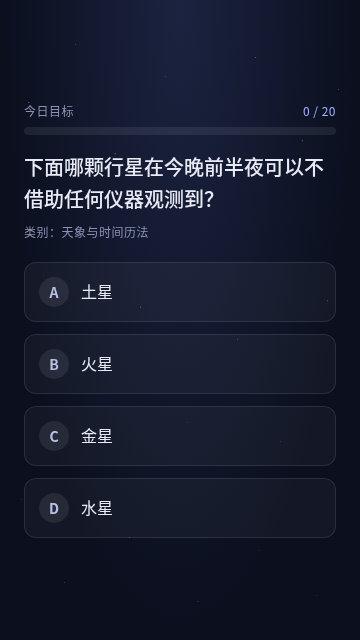 今日目标
0 / 20
下面哪颗行星在今晚前半夜可以不
借助任何仪器观测到？
类别：天象与时间历法
A 土星
B 火星
C 金星
D 水星